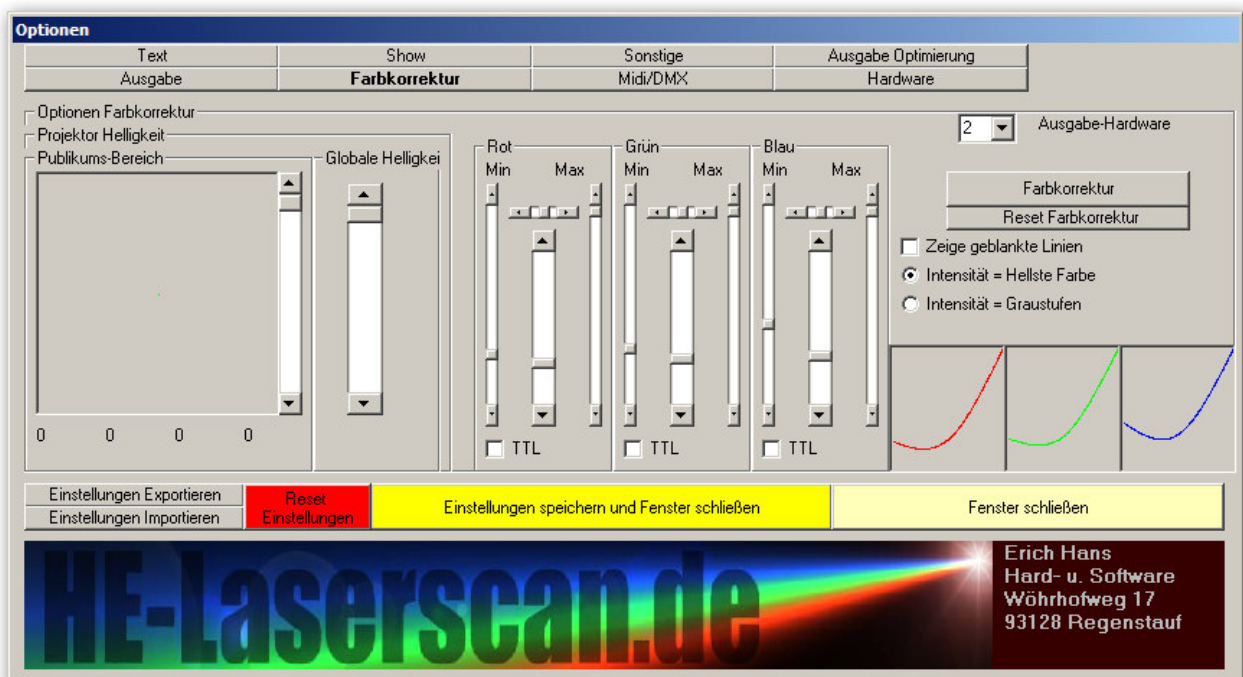 Optionen
Text Show Sonstige Ausgabe Optimierung
Ausgabe Farbkorrektur Midi/DMX Hardware
Optionen Farbkorrektur
2 Ausgabe-Hardware
Projektor Helligkeit
Publikums-Bereich Globale Helligkei
Rot Grün Blau
Min Max Min Max Min Max
Farbkorrektur
Reset Farbkorrektur
Zeige geblankte Linien
Intensität = Hellste Farbe
Intensität = Graustufen
0 0 0 0
TTL TTL TTL
Einstellungen Exportieren
Einstellungen Importieren
Reset
Einstellungen
Einstellungen speichern und Fenster schließen
Fenster schließen
HE-Laserscan.de
Erich Hans
Hard- u. Software
Wöhrhofweg 17
93128 Regenstauf